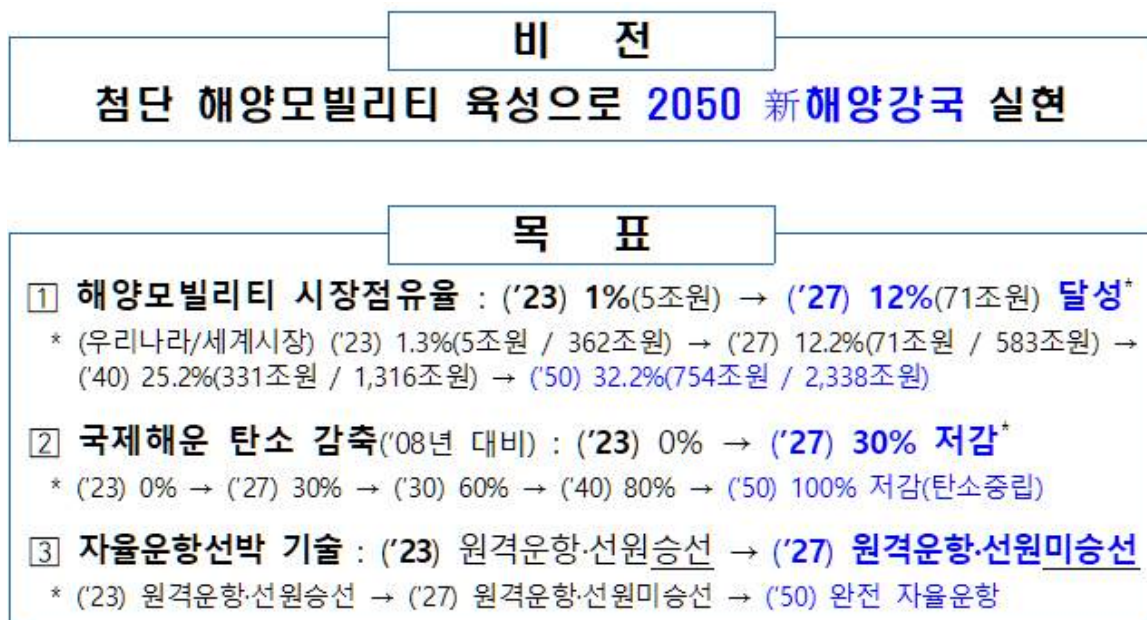 비 전
첨단 해양모빌리티 육성으로 2050 新해양강국 실현
목 표
1 해양모빌리티 시장점유율 : (’23) 1%(5조원) → (’27) 12%(71조원) 달성*
* (우리나라/세계시장) (’23) 1.3%(5조원 / 362조원) → (’27) 12.2%(71조원 / 583조원) →
(’40) 25.2%(331조원 / 1,316조원) → (’50) 32.2%(754조원 / 2,338조원)
2 국제해운 탄소 감축(’08년 대비) : (’23) 0% → (’27) 30% 저감*
* (’23) 0% → (’27) 30% → (’30) 60% → (’40) 80% → (’50) 100% 저감(탄소중립)
3 자율운항선박 기술 : (’23) 원격운항·선원승선 → (’27) 원격운항·선원미승선
* (’23) 원격운항·선원승선 → (’27) 원격운항·선원미승선 → (’50) 완전 자율운항